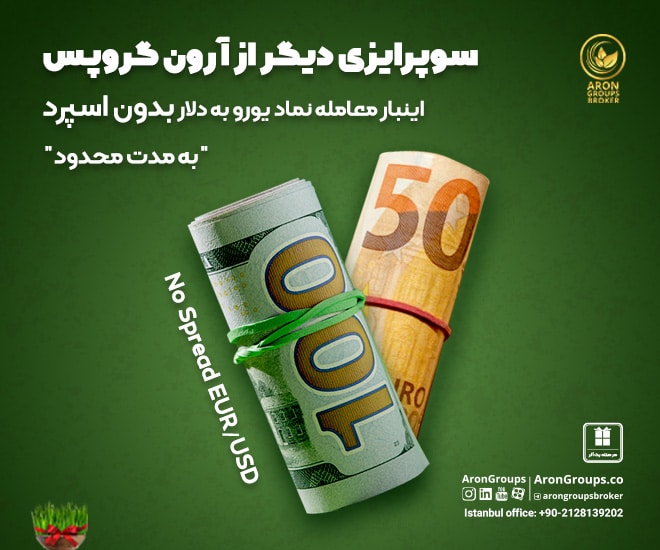 سوپرایزی دیگر از آرون گروپس
اینبار معامله نماد یورو به دلار بدون اسپرد
"به مدت محدود"
ARON
GROUPS
BROKER
50
100
EURO
No Spread EUR/USD
AronGroups | AronGroups.co
arongroupsbroker
Istanbul office: +90-2128139202